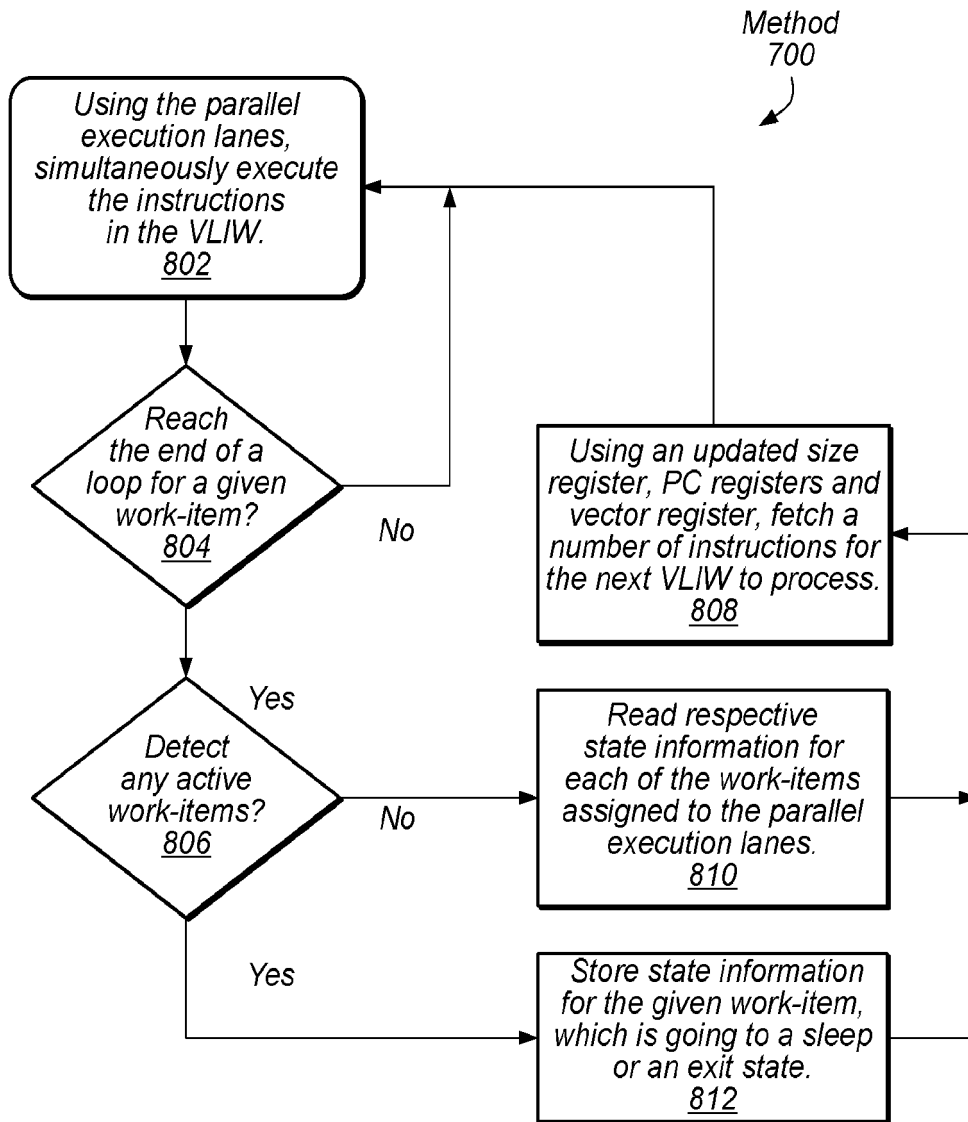 Method
700
Using the parallel
execution lanes,
simultaneously execute
the instructions
in the VLIW.
802
Reach
the end of a
loop for a given
work-item?
804
No
Using an updated size
register, PC registers and
vector register, fetch a
number of instructions for
the next VLIW to process.
808
Yes
Detect
any active
work-items?
806
No
Read respective
state information for
each of the work-items
assigned to the parallel
execution lanes.
810
Yes
Store state information
for the given work-item,
which is going to a sleep
or an exit state.
812